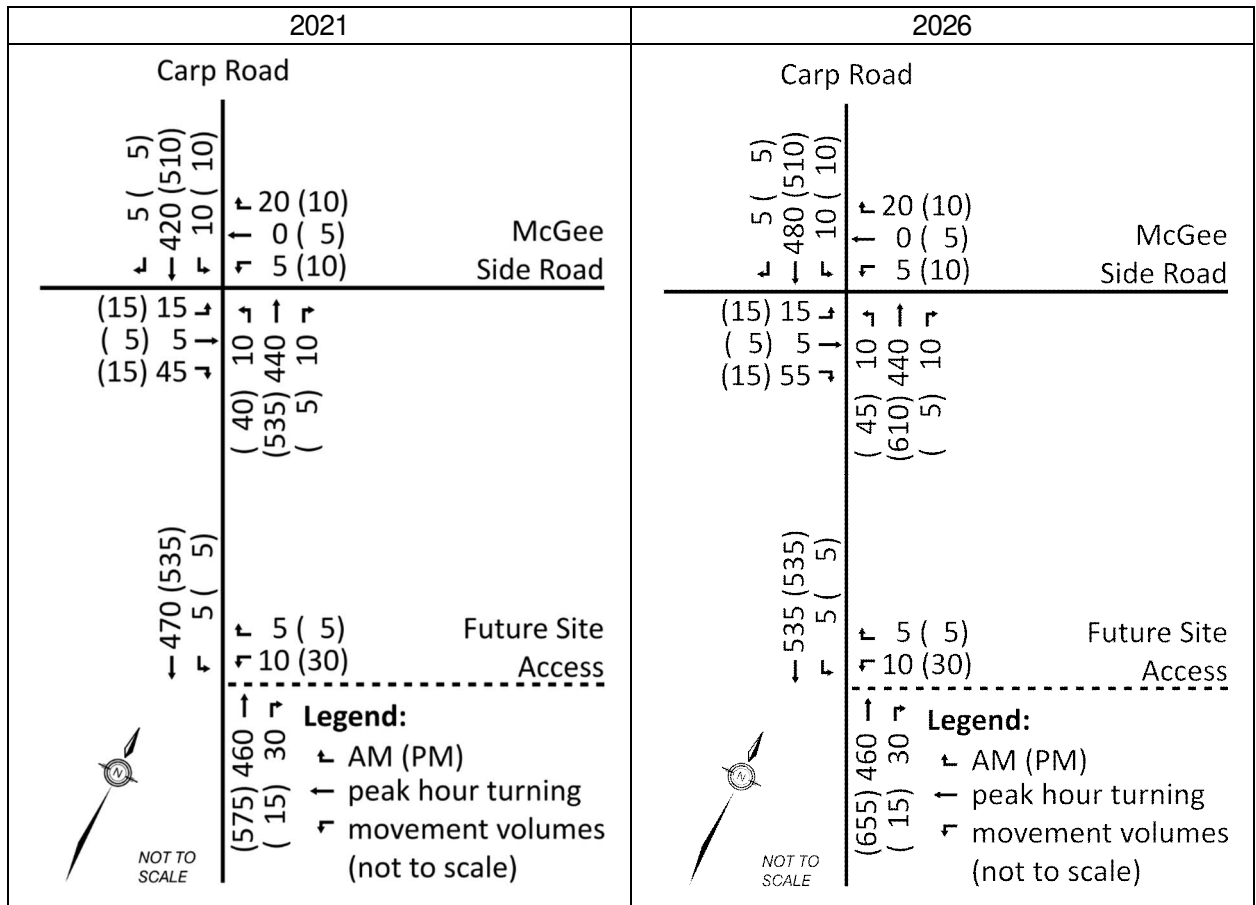 2021
Carp Road
5 ( 5)
420 (510)
10 ( 10)
20 (10)
0 ( 5)
5 (10)
McGee
Side Road
(15) 15
( 5) 5
(15) 45
( 40) 10
(535) 440
( 5) 10
470 (535)
5 ( 5)
5 ( 5)
10 (30)
Future Site
Access
(575) 460
( 15) 30
Legend:
AM (PM)
peak hour turning
movement volumes
(not to scale)
N
NOT TO
SCALE
2026
Carp Road
5 ( 5)
480 (510)
10 ( 10)
20 (10)
0 ( 5)
5 (10)
McGee
Side Road
(15) 15
( 5) 5
(15) 55
( 45) 10
(610) 440
( 5) 10
535 (535)
5 ( 5)
5 ( 5)
10 (30)
Future Site
Access
(655) 460
( 15) 30
Legend:
AM (PM)
peak hour turning
movement volumes
(not to scale)
N
NOT TO
SCALE